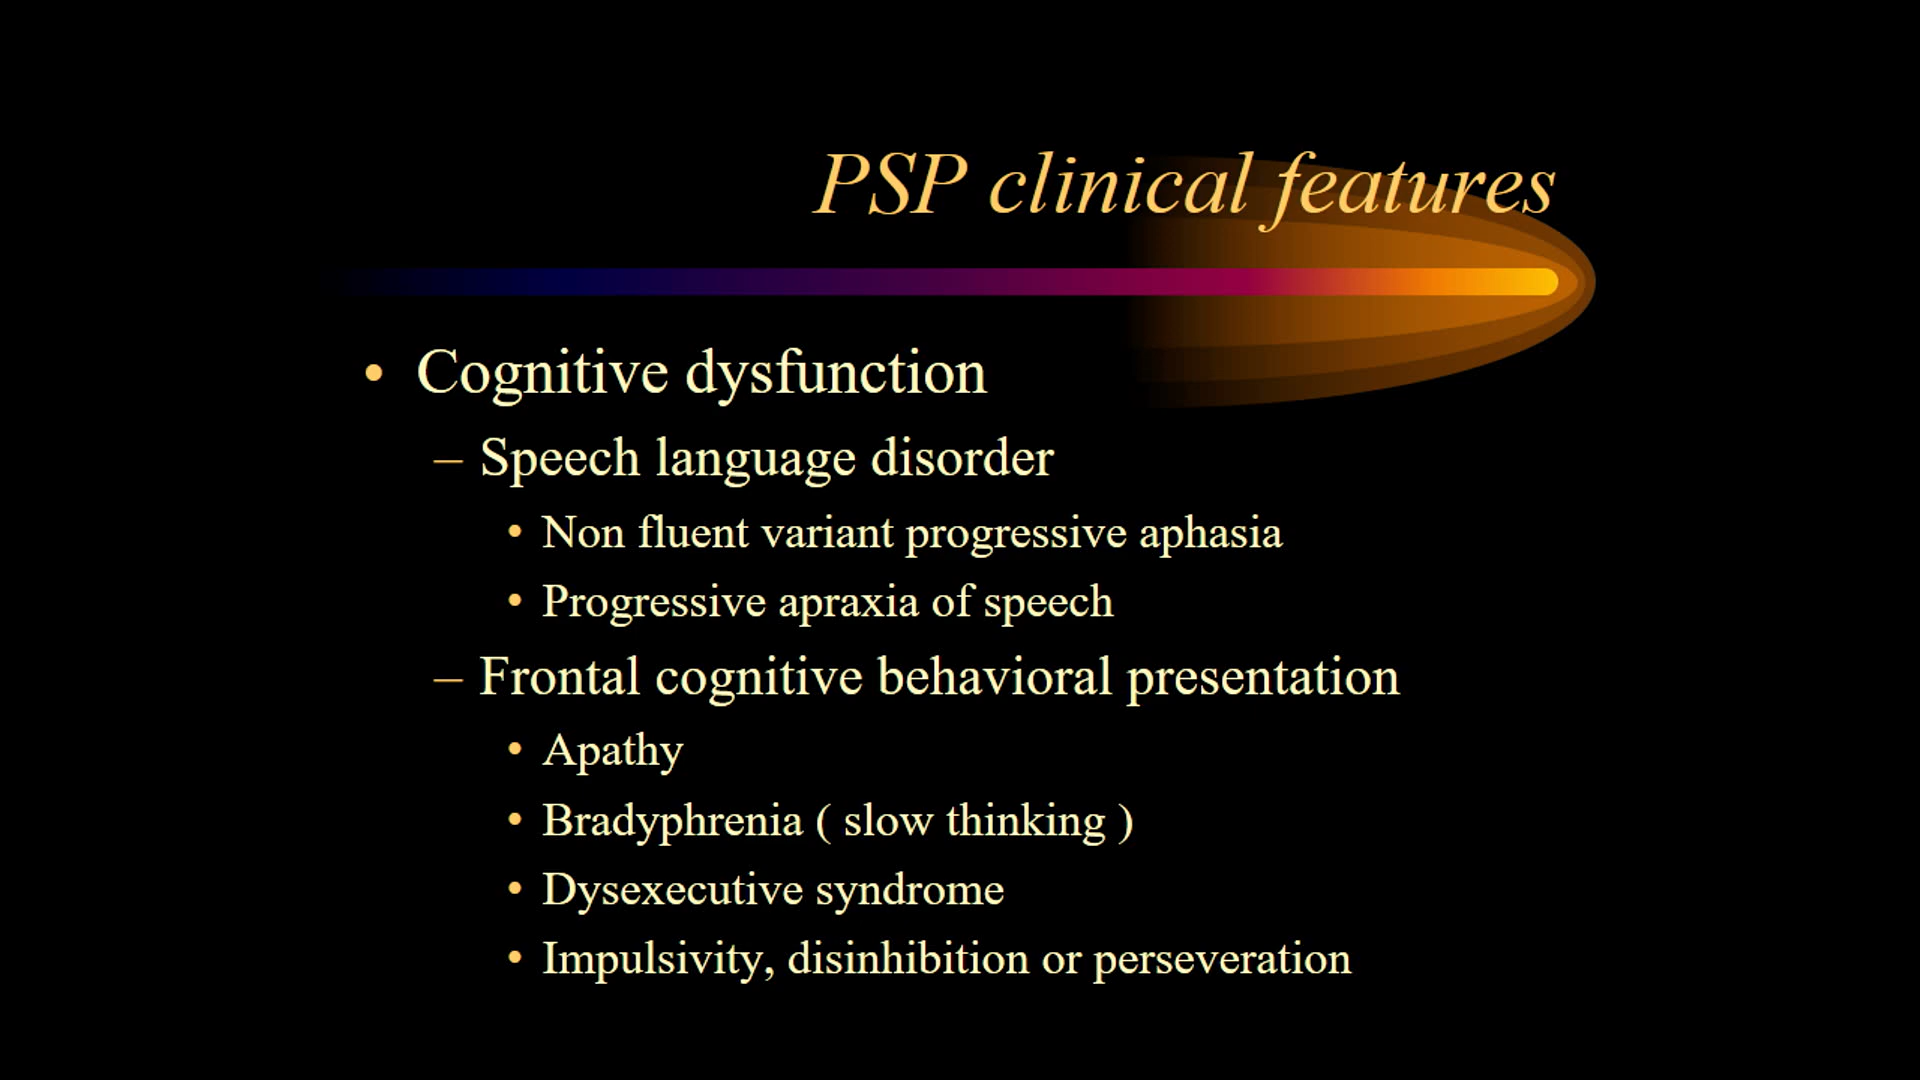 PSP clinical features
• Cognitive dysfunction
– Speech language disorder
• Non fluent variant progressive aphasia
• Progressive apraxia of speech
– Frontal cognitive behavioral presentation
• Apathy
• Bradyphrenia ( slow thinking )
• Dysexecutive syndrome
• Impulsivity, disinhibition or perseveration